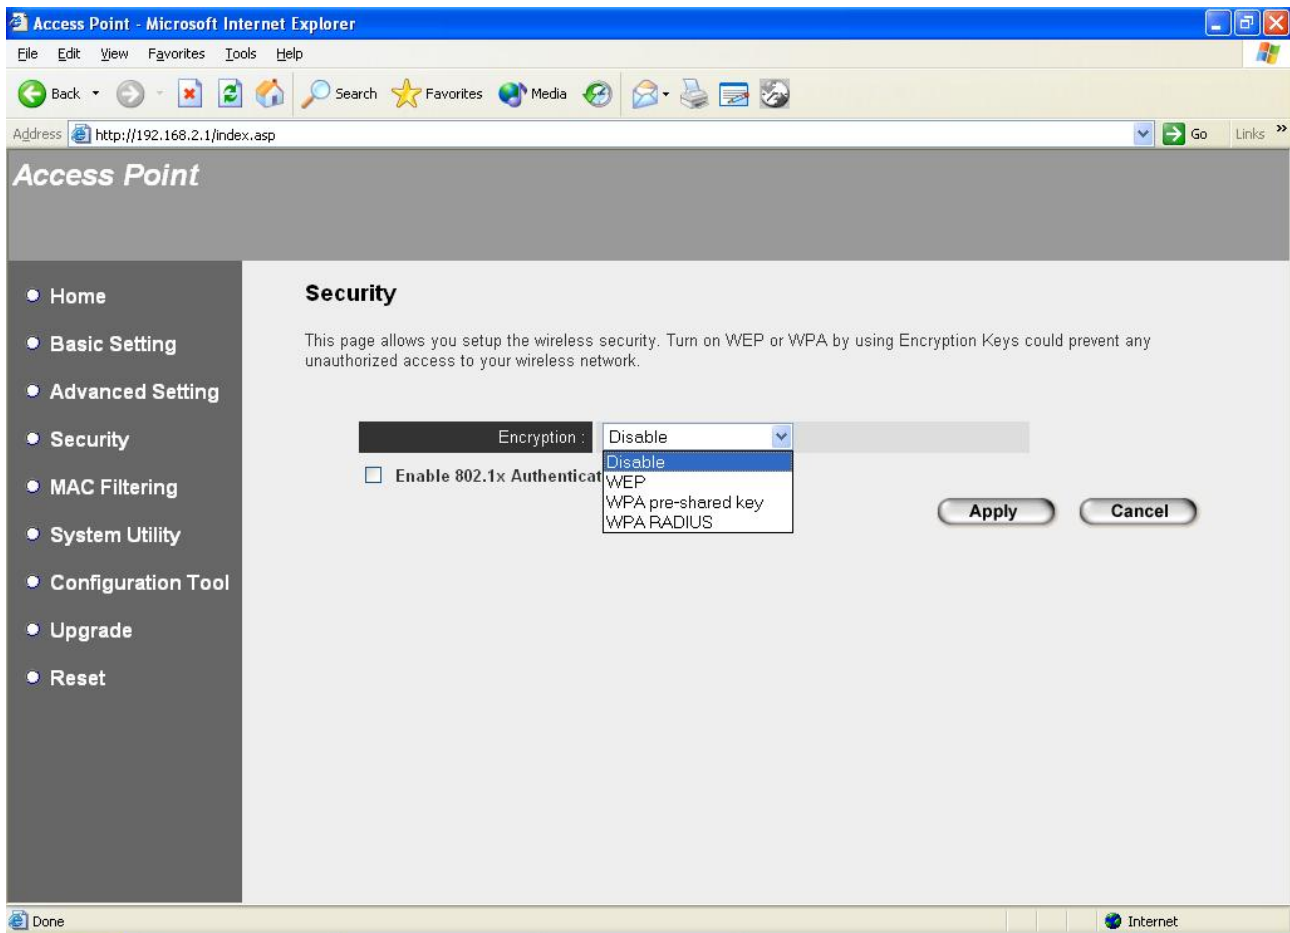 Access Point - Microsoft Internet Explorer
File Edit View Favorites Tools Help
Back Search Favorites Media
Address http://192.168.2.1/index.asp Go Links »
Access Point
Home
Basic Setting
Advanced Setting
Security
MAC Filtering
System Utility
Configuration Tool
Upgrade
Reset
Security
This page allows you setup the wireless security. Turn on WEP or WPA by using Encryption Keys could prevent any
unauthorized access to your wireless network.
Encryption : Disable
Disable
Enable 802.1x Authenticat
WEP
WPA pre-shared key
WPA RADIUS
Apply Cancel
Done Internet